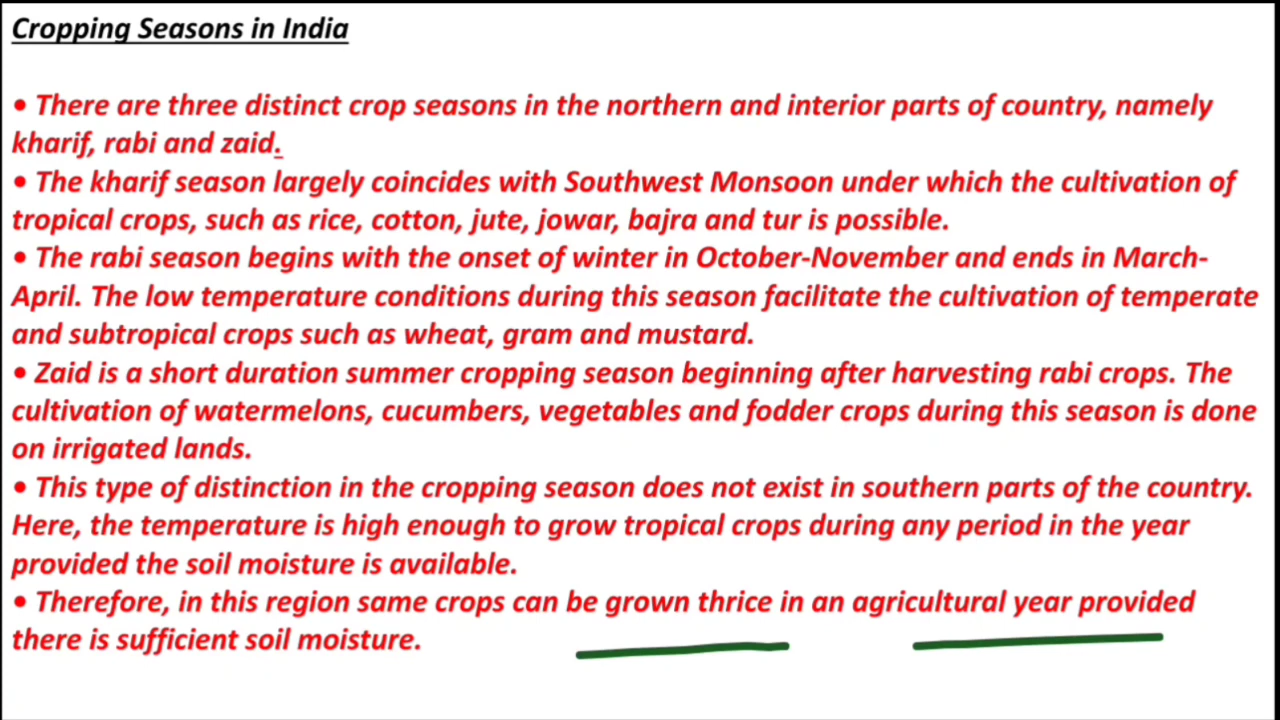 Cropping Seasons in India
• There are three distinct crop seasons in the northern and interior parts of country, namely
kharif, rabi and zaid.
• The kharif season largely coincides with Southwest Monsoon under which the cultivation of
tropical crops, such as rice, cotton, jute, jowar, bajra and tur is possible.
• The rabi season begins with the onset of winter in October-November and ends in March-
April. The low temperature conditions during this season facilitate the cultivation of temperate
and subtropical crops such as wheat, gram and mustard.
• Zaid is a short duration summer cropping season beginning after harvesting rabi crops. The
cultivation of watermelons, cucumbers, vegetables and fodder crops during this season is done
on irrigated lands.
• This type of distinction in the cropping season does not exist in southern parts of the country.
Here, the temperature is high enough to grow tropical crops during any period in the year
provided the soil moisture is available.
• Therefore, in this region same crops can be grown thrice in an agricultural year provided
there is sufficient soil moisture.